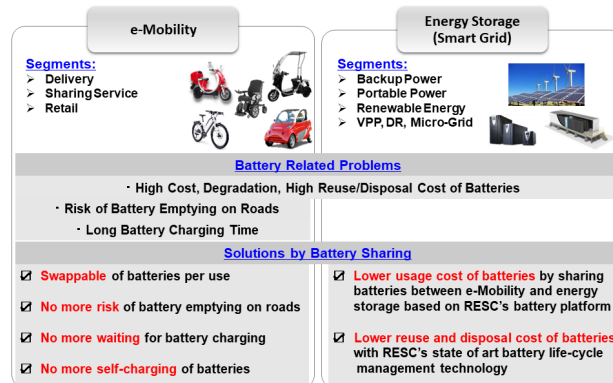 e-Mobility
Segments:
Delivery
Sharing Service
Retail
Energy Storage
(Smart Grid)
Segments:
Backup Power
Portable Power
Renewable Energy
VPP, DR, Micro-Grid
Battery Related Problems
· High Cost, Degradation, High Reuse/Disposal Cost of Batteries
· Risk of Battery Emptying on Roads
· Long Battery Charging Time
Solutions by Battery Sharing
Swappable of batteries per use
No more risk of battery emptying on roads
No more waiting for battery charging
No more self-charging of batteries
Lower usage cost of batteries by sharing
batteries between e-Mobility and energy
storage based on RESC's battery platform
Lower reuse and disposal cost of batteries
with RESC's state of art battery life-cycle
management technology